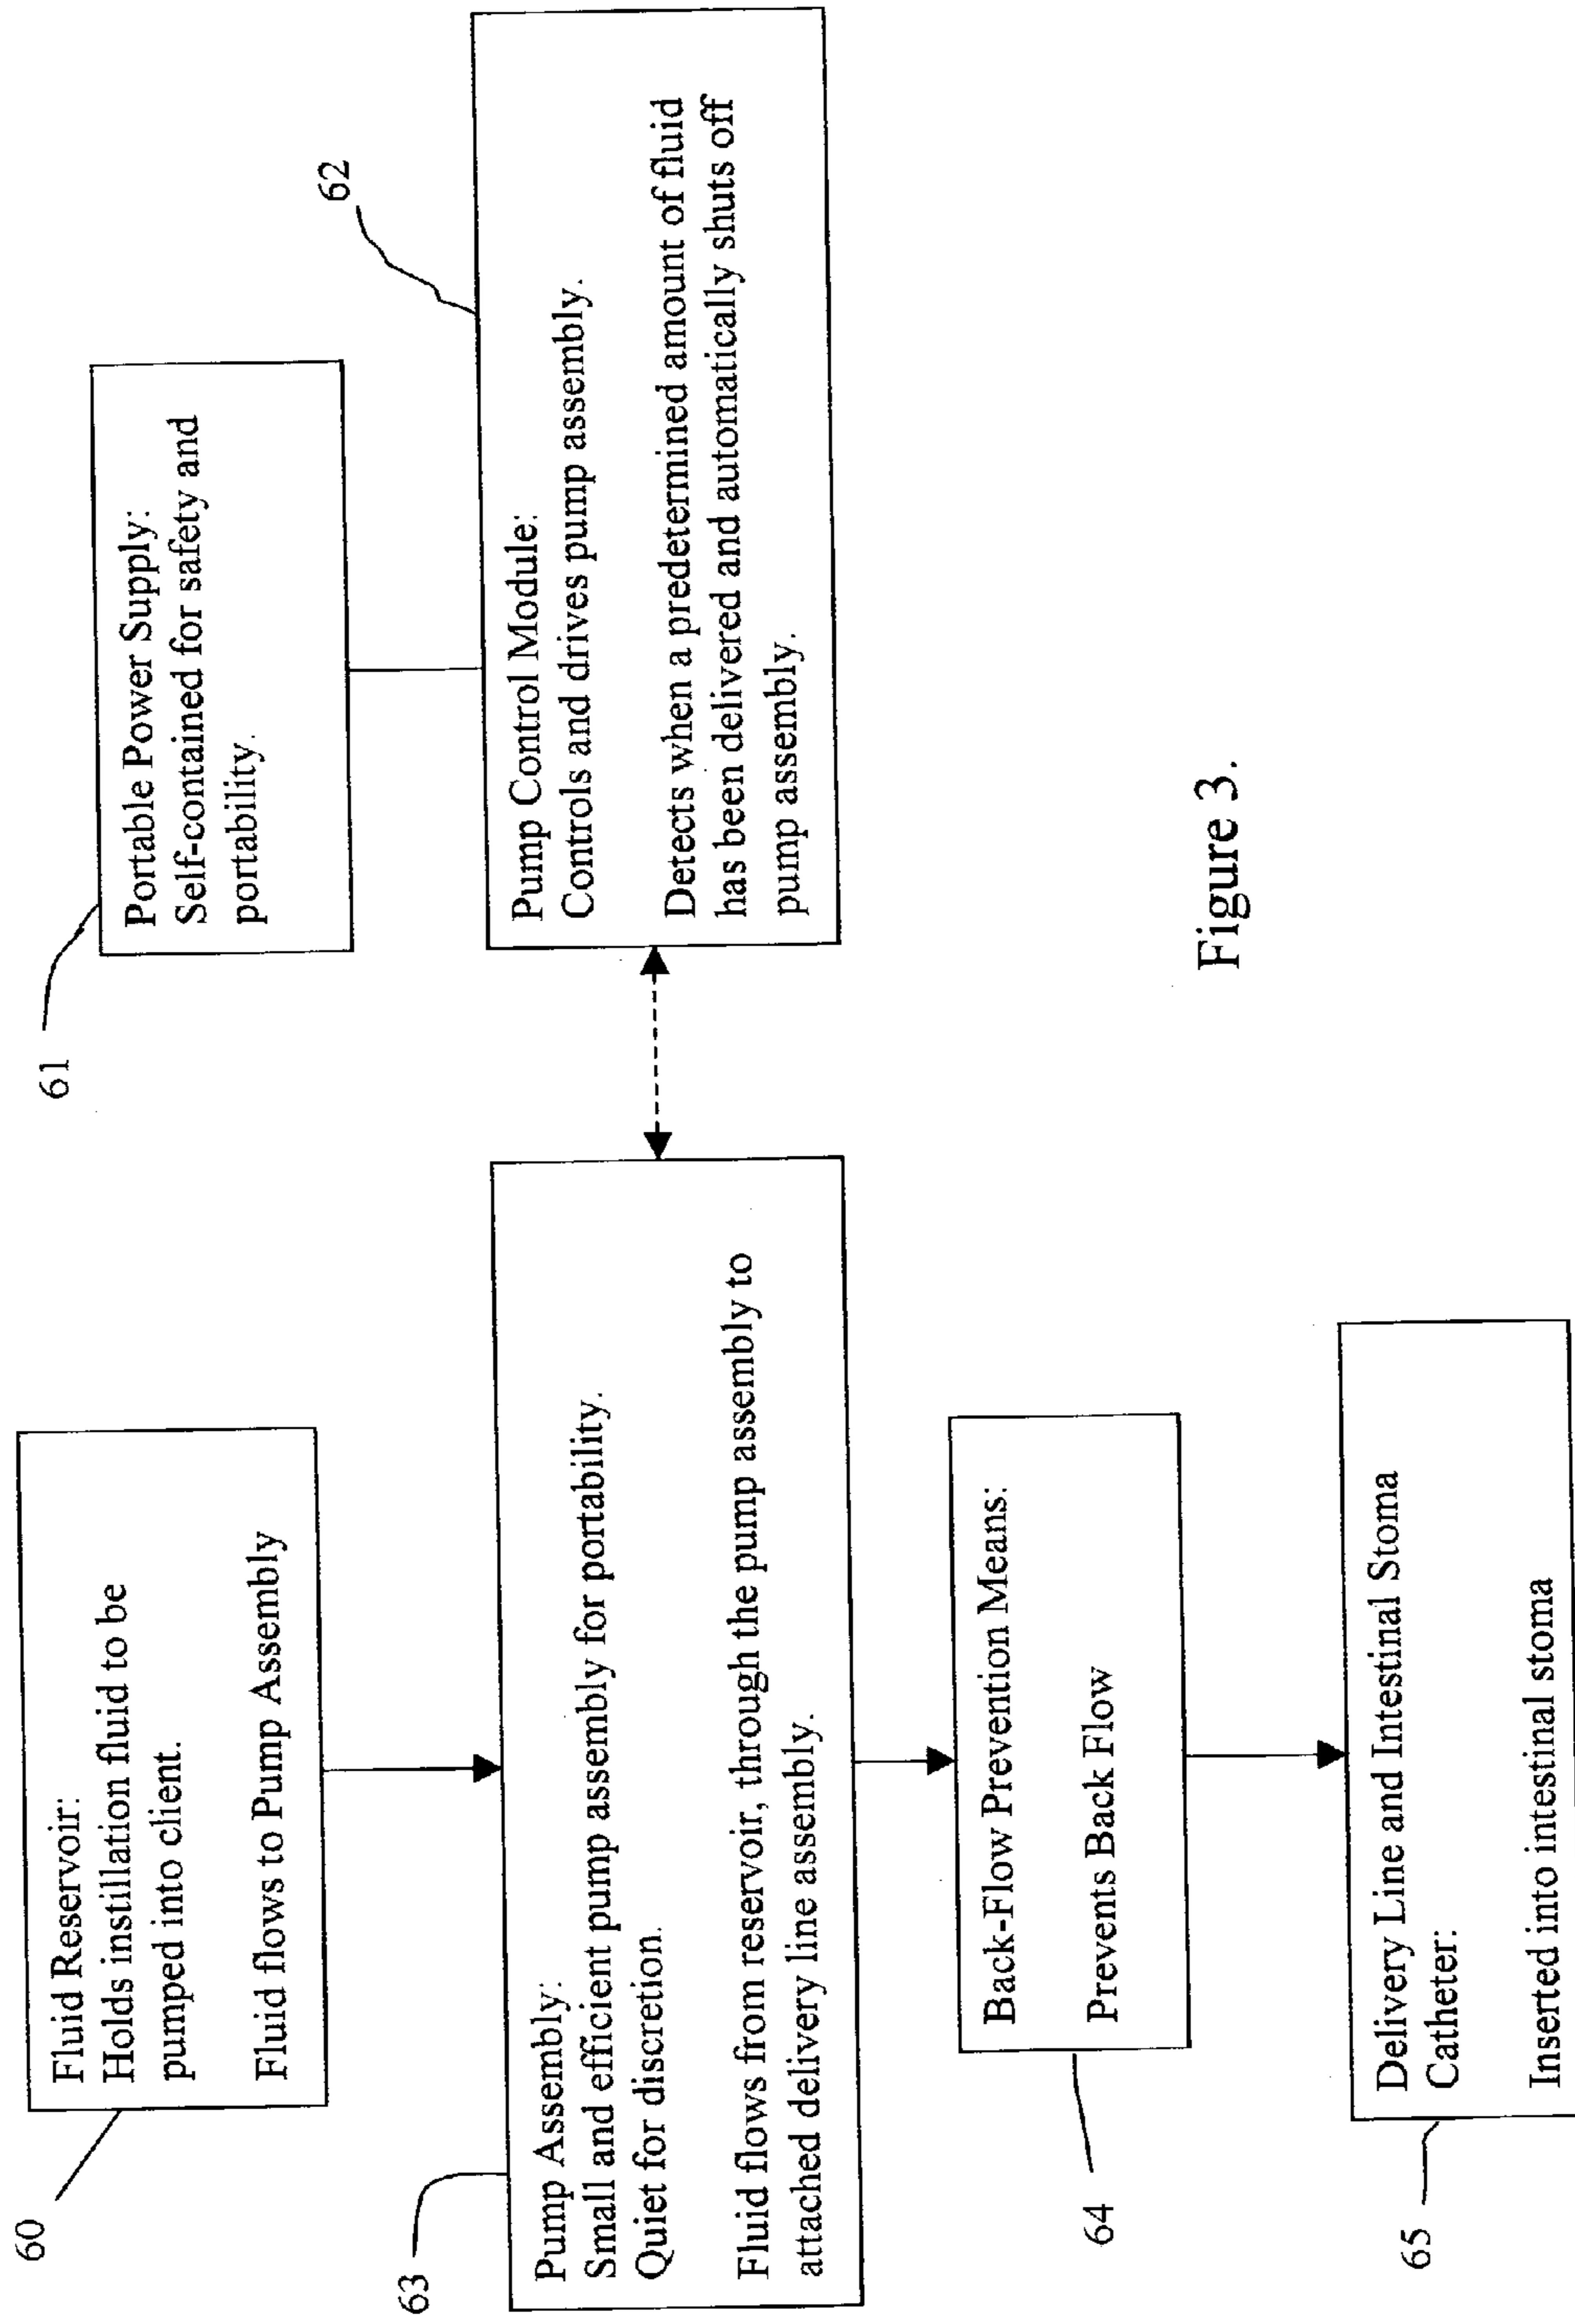 60
Fluid Reservoir:
Holds instillation fluid to be
pumped into client.
Fluid flows to Pump Assembly
61
Portable Power Supply:
Self-contained for safety and
portability.
62
Pump Control Module:
Controls and drives pump assembly.
Detects when a predetermined amount of fluid
has been delivered and automatically shuts off
pump assembly.
63
Pump Assembly:
Small and efficient pump assembly for portability.
Quiet for discretion.
Fluid flows from reservoir, through the pump assembly to
attached delivery line assembly.
64
Back-Flow Prevention Means:
Prevents Back Flow
65
Delivery Line and Intestinal Stoma
Catheter:
Inserted into intestinal stoma
Figure 3.